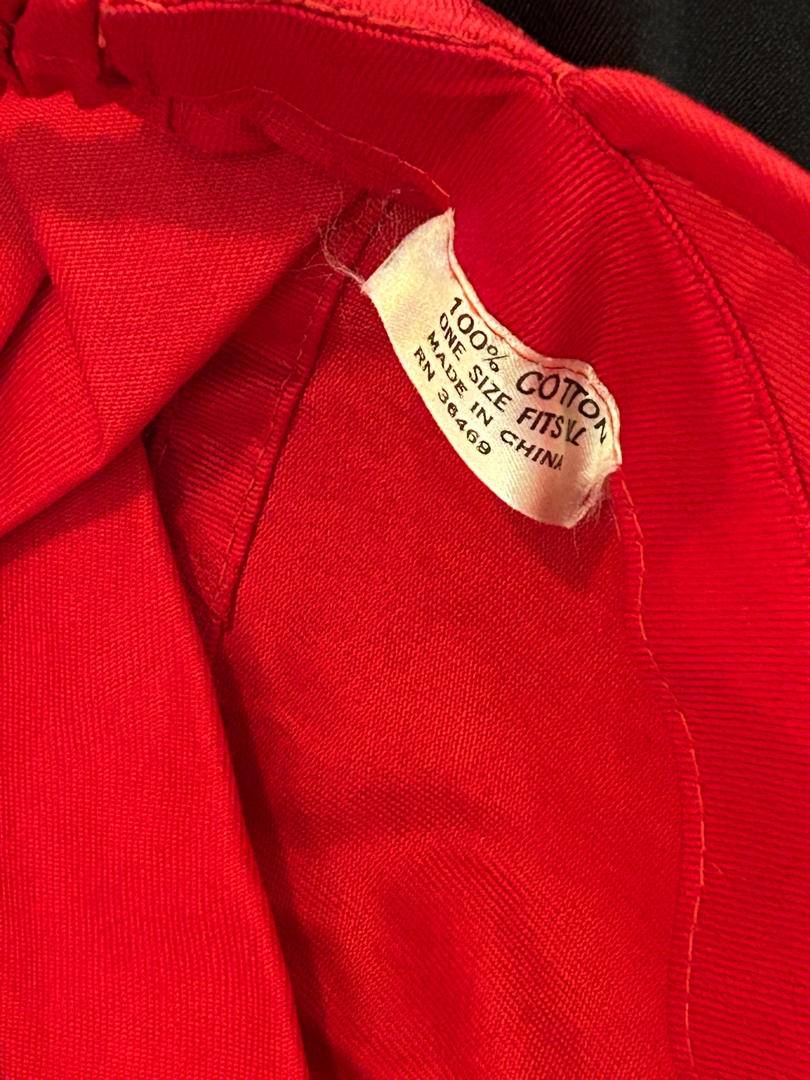 100% COTTON
ONE SIZE FITS ALL
MADE IN CHINA
RN 36469